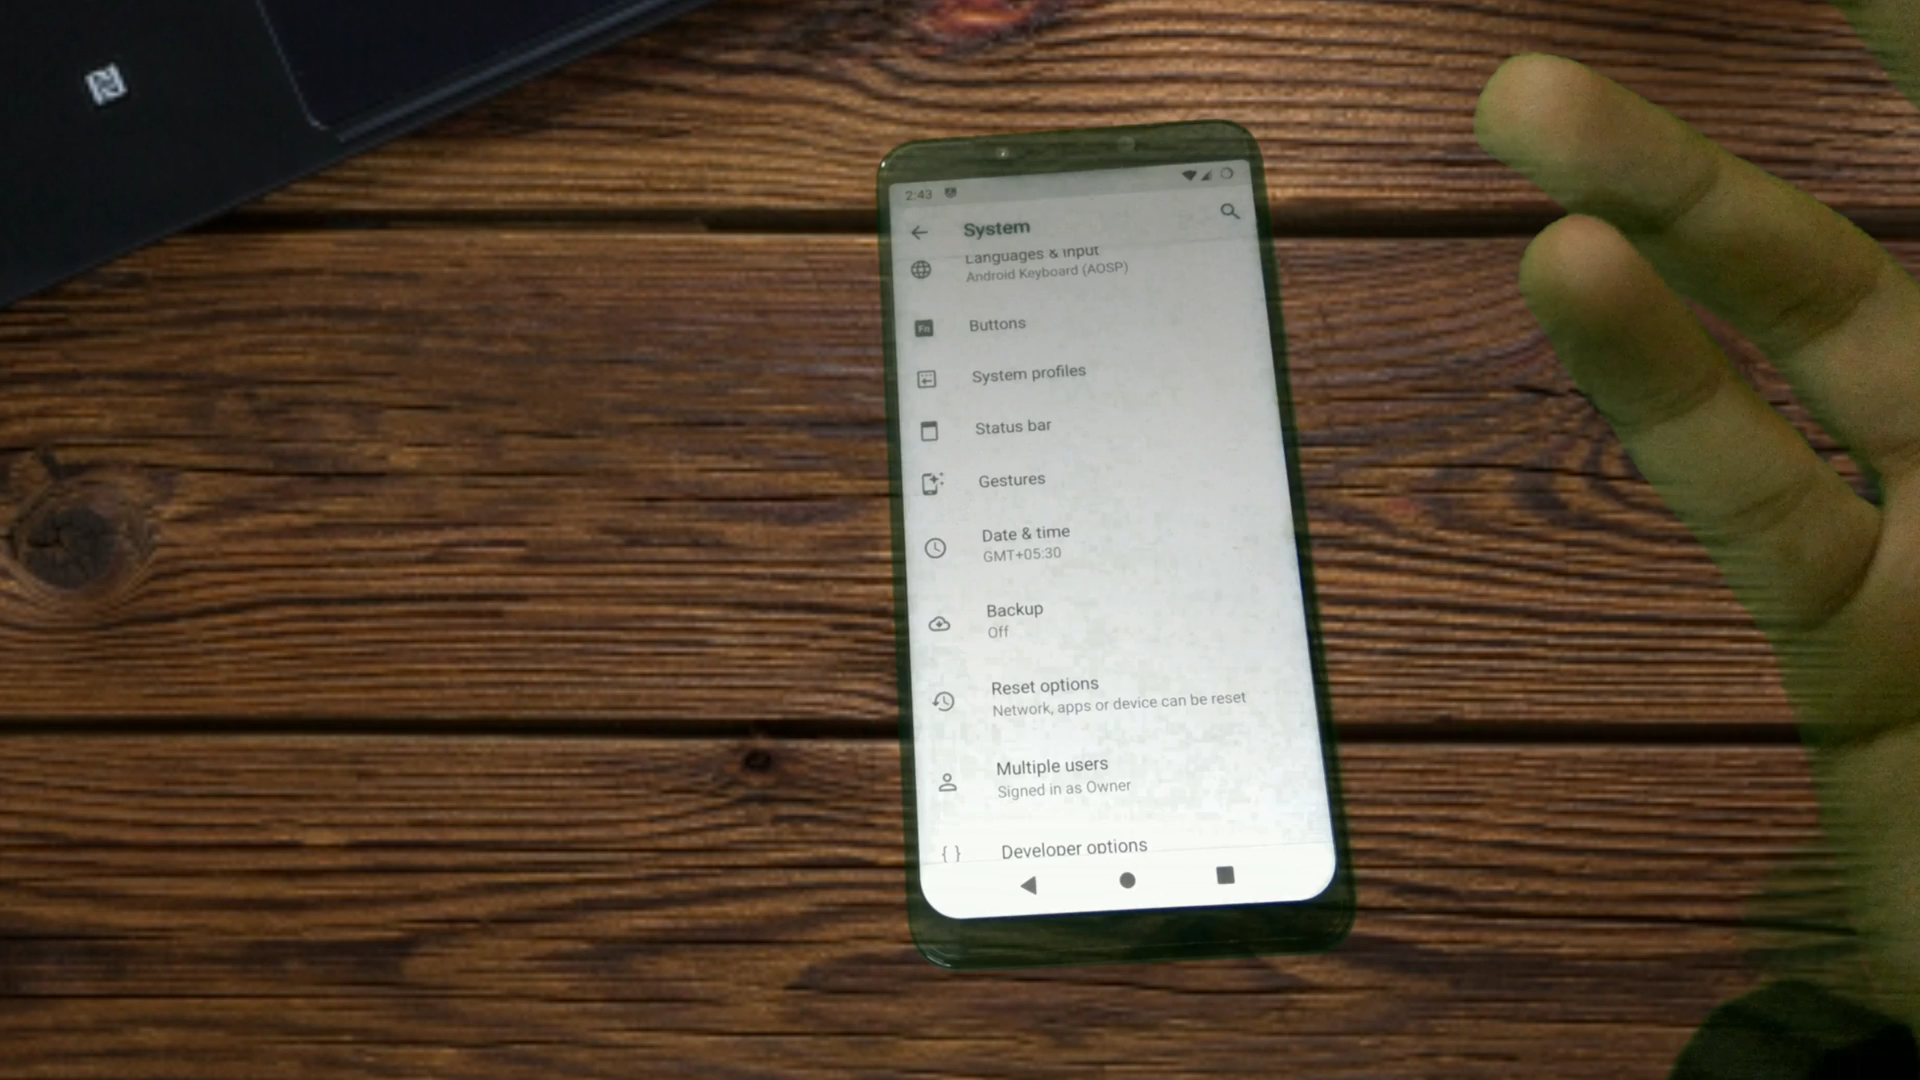 2:43
System
Languages & input
Android Keyboard (AOSP)
Fn
Buttons
System profiles
Status bar
Gestures
Date & time
GMT+05:30
Backup
Off
Reset options
Network, apps or device can be reset
Multiple users
Signed in as Owner
{ }
Developer options